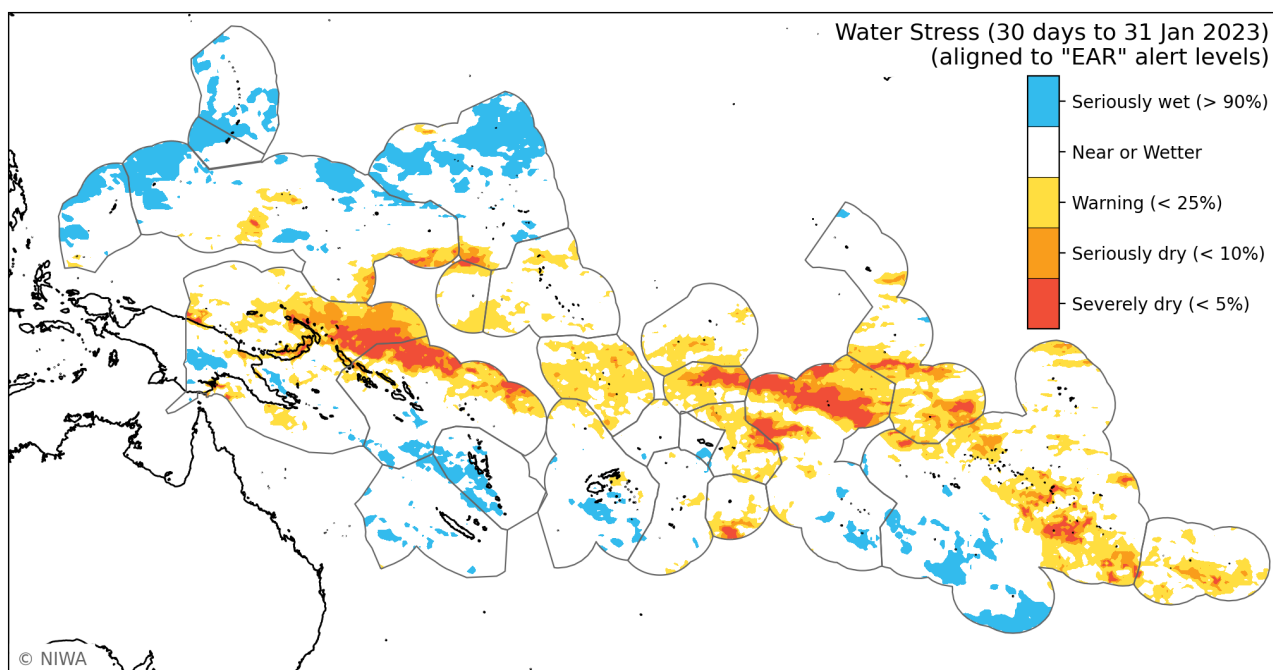 Water Stress (30 days to 31 Jan 2023)
(aligned to "EAR" alert levels)
Seriously wet (> 90%)
Near or Wetter
Warning (< 25%)
Seriously dry (< 10%)
Severely dry (< 5%)
© NIWA